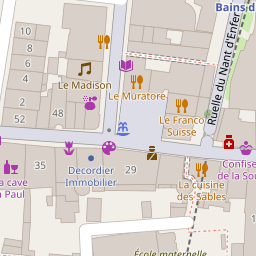 Bains d
10
8
6
4
2
52
48
Le Madison
Le Muratore
Ruelle du Nant d'Enfer
Le Franco
Suisse
35
Decordier
Immobilier
29
Confise
de la Sou
a cave
Paul
La cuisine
des Sables
École maternelle